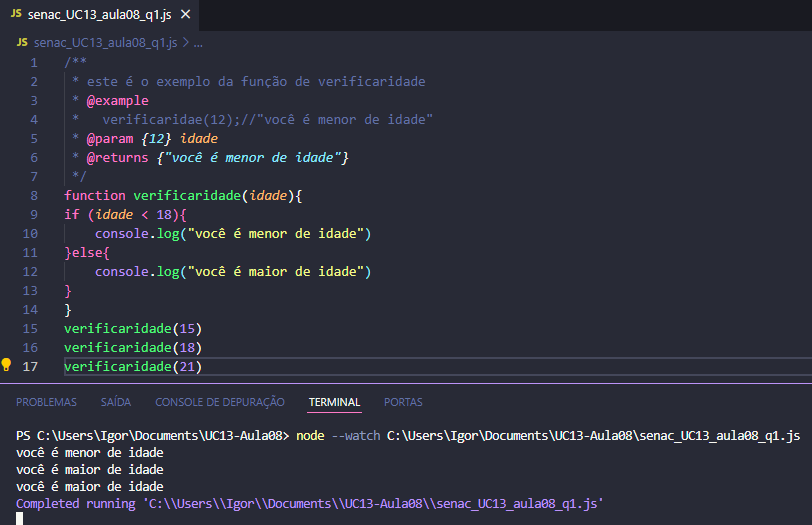 JS senac_UC13_aula08_q1.js ×
JS senac_UC13_aula08_q1.js > ...
1 /**
2 * este é o exemplo da função de verificaridade
3 * @example
4 * verificaridae(12);//"você é menor de idade"
5 * @param {12} idade
6 * @returns {"você é menor de idade"}
7 */
8 function verificaridade(idade){
9 if (idade < 18){
10 console.log("você é menor de idade")
11 }else{
12 console.log("você é maior de idade")
13 }
14 }
15 verificaridade(15)
16 verificaridade(18)
17 verificaridade(21)
PROBLEMAS SAÍDA CONSOLE DE DEPURAÇÃO TERMINAL PORTAS
PS C:\Users\Igor\Documents\UC13-Aula08> node --watch C:\Users\Igor\Documents\UC13-Aula08\senac_UC13_aula08_q1.js
você é menor de idade
você é maior de idade
você é maior de idade
Completed running 'C:\\Users\\Igor\\Documents\\UC13-Aula08\\senac_UC13_aula08_q1.js'